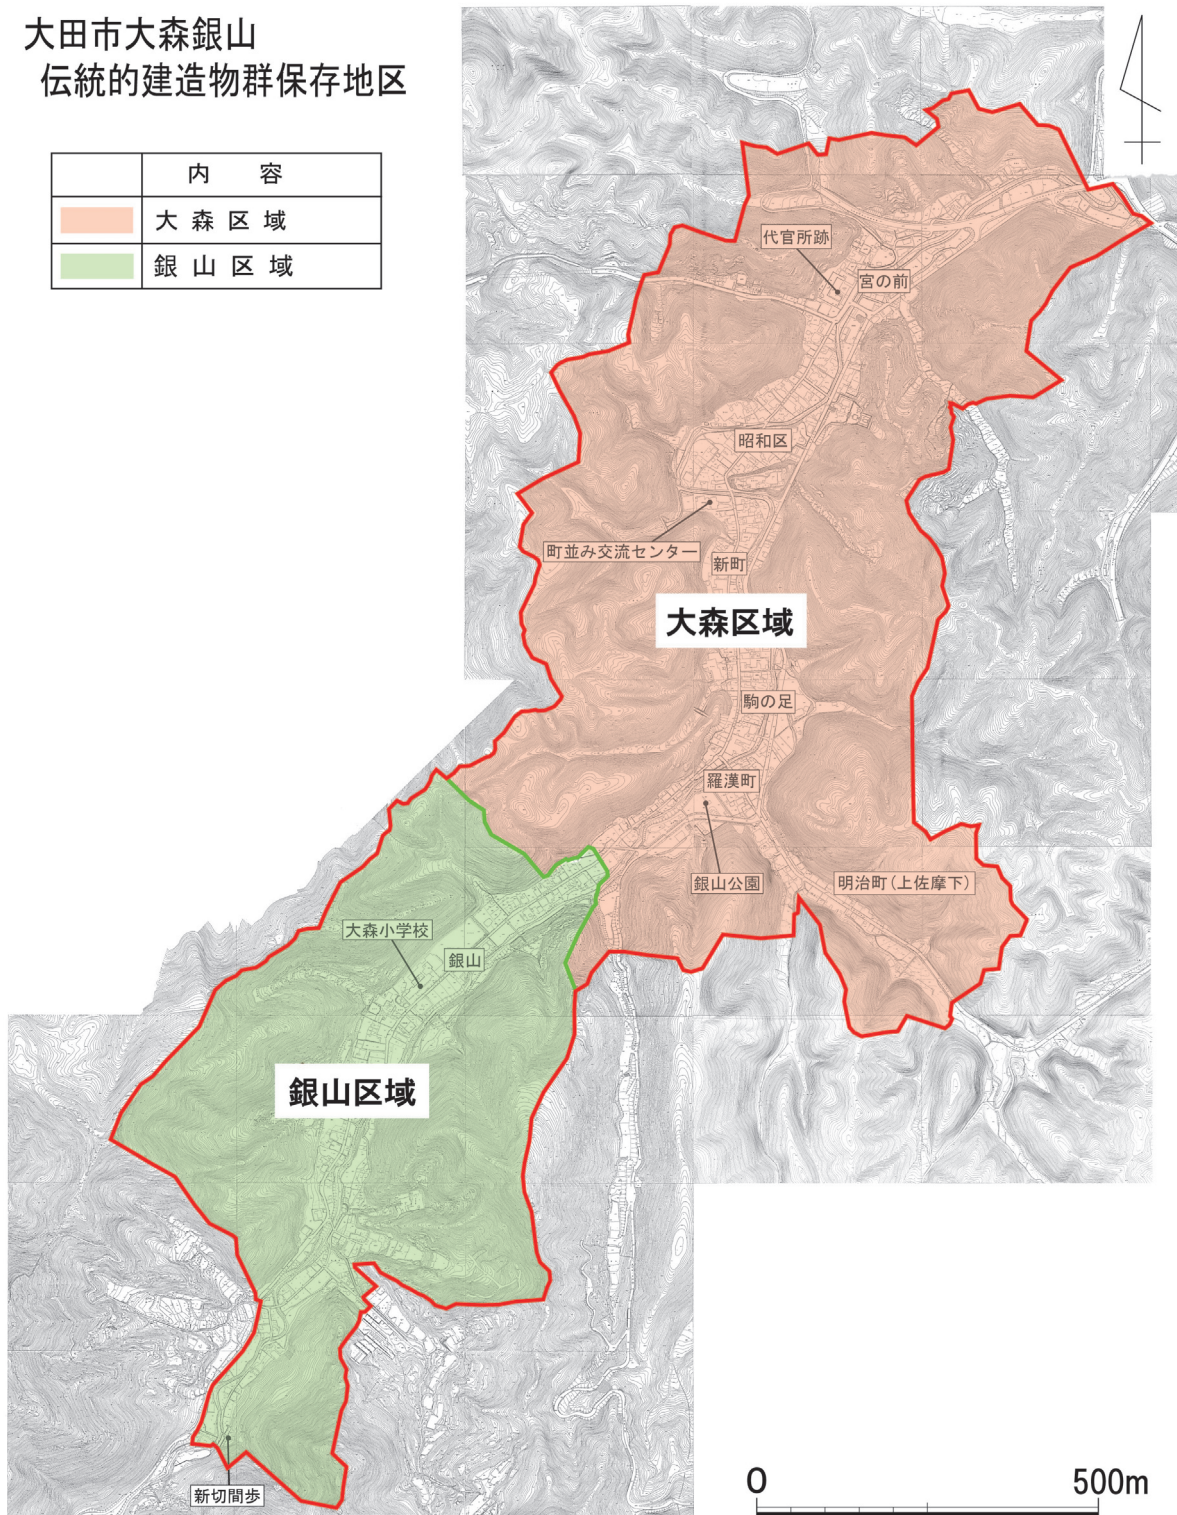 大田市大森銀山
伝統的建造物群保存地区
内 容
大森区域
銀山区域
代官所跡
宮の前
昭和区
町並み交流センター
新町
大森区域
駒の足
羅漢町
銀山公園
明治町(上佐摩下)
大森小学校
銀山
銀山区域
新切間歩
0 500m